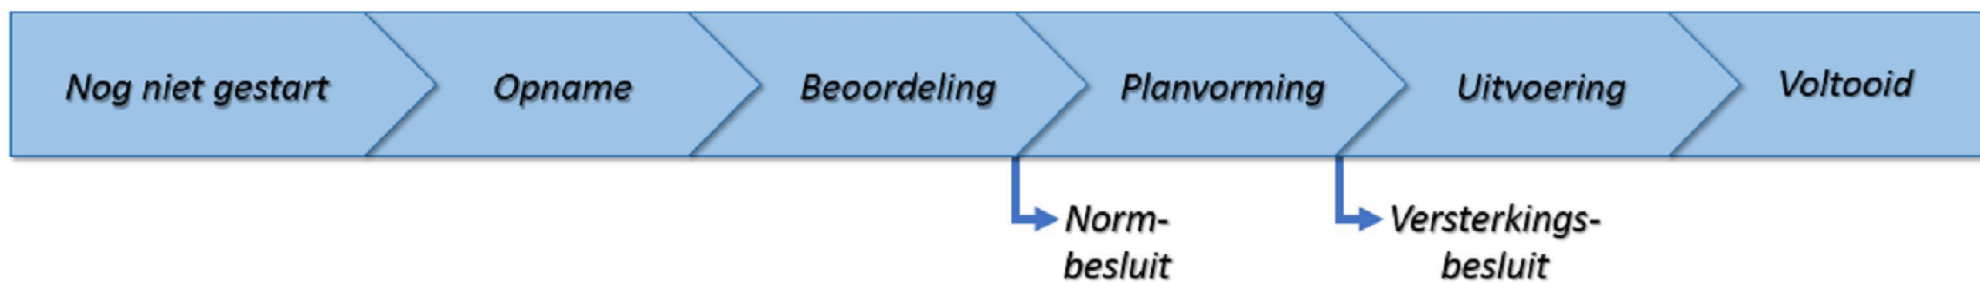 Nog niet gestart
Opname
Beoordeling
Planvorming
Uitvoering
Voltooid
Norm-
besluit
Versterkings-
besluit